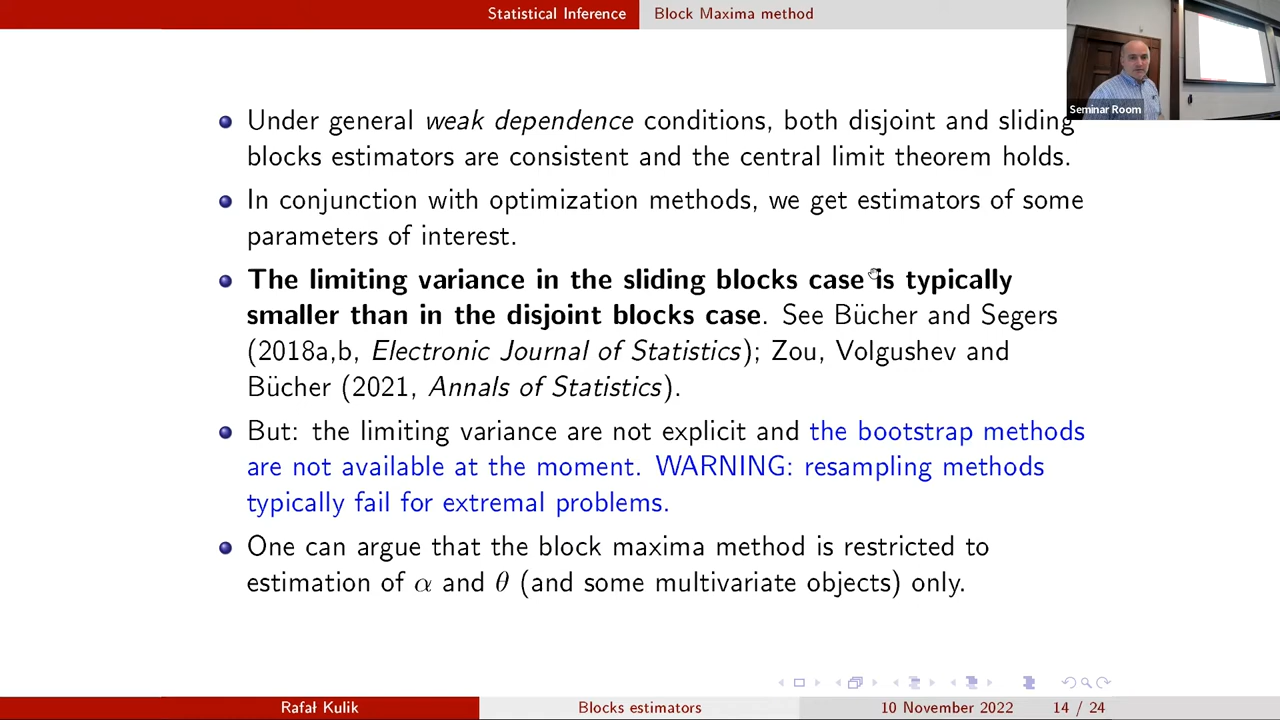 Statistical Inference Block Maxima method
Seminar Room
Under general weak dependence conditions, both disjoint and sliding
blocks estimators are consistent and the central limit theorem holds.
In conjunction with optimization methods, we get estimators of some
parameters of interest.
The limiting variance in the sliding blocks case is typically
smaller than in the disjoint blocks case. See Bücher and Segers
(2018a,b, Electronic Journal of Statistics); Zou, Volgushev and
Bücher (2021, Annals of Statistics).
But: the limiting variance are not explicit and the bootstrap methods
are not available at the moment. WARNING: resampling methods
typically fail for extremal problems.
One can argue that the block maxima method is restricted to
estimation of α and θ (and some multivariate objects) only.
Rafał Kulik Blocks estimators 10 November 2022 14 / 24